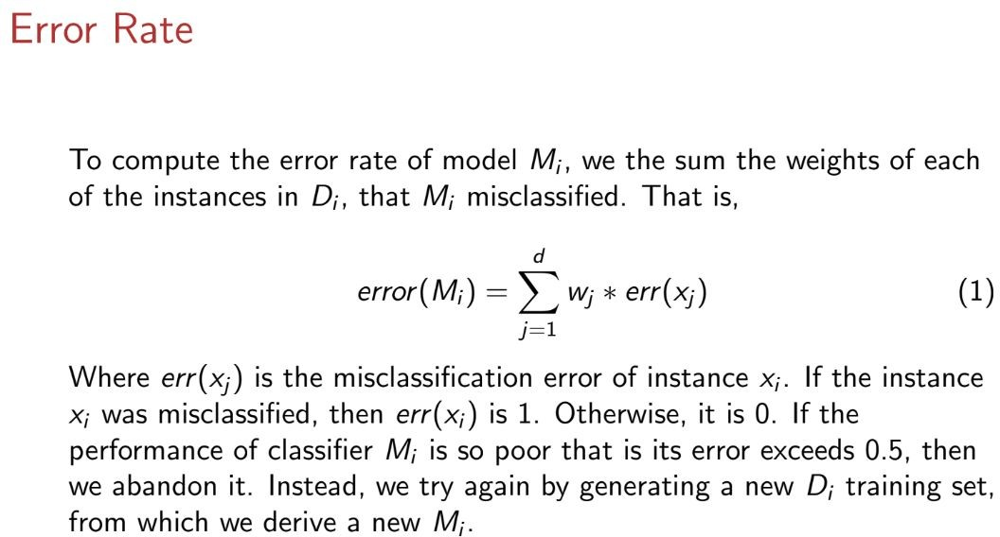 Error Rate
To compute the error rate of model M_i, we the sum the weights of each
of the instances in D_i, that M_i misclassified. That is,
error(M_i) = \sum_{j=1}^{d} w_j * err(x_j) (1)
Where err(x_j) is the misclassification error of instance x_i. If the instance
x_i was misclassified, then err(x_i) is 1. Otherwise, it is 0. If the
performance of classifier M_i is so poor that is its error exceeds 0.5, then
we abandon it. Instead, we try again by generating a new D_i training set,
from which we derive a new M_i.